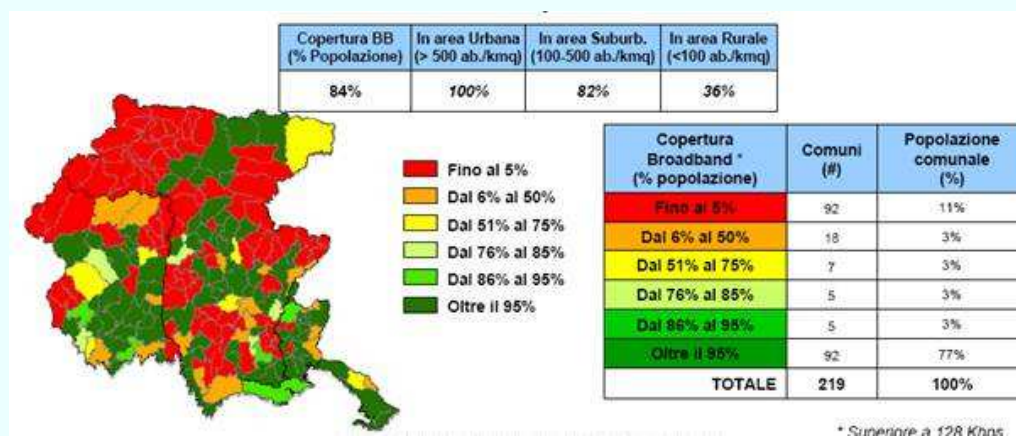 Copertura BB
(% Popolazione)
In area Urbana
(> 500 ab./kmq)
In area Suburb.
(100-500 ab./kmq)
In area Rurale
(<100 ab./kmq)
84%
100%
82%
36%
Fino al 5%
Dal 6% al 50%
Dal 51% al 75%
Dal 76% al 85%
Dal 86% al 95%
Oltre il 95%
Copertura
Broadband *
(% popolazione)
Comuni
(#)
Popolazione
comunale
(%)
Fino al 5%
92
11%
Dal 6% al 50%
18
3%
Dal 51% al 75%
7
3%
Dal 76% al 85%
5
3%
Dal 86% al 95%
5
3%
Oltre il 95%
92
77%
TOTALE
219
100%
* Superiore a 128 Kbps